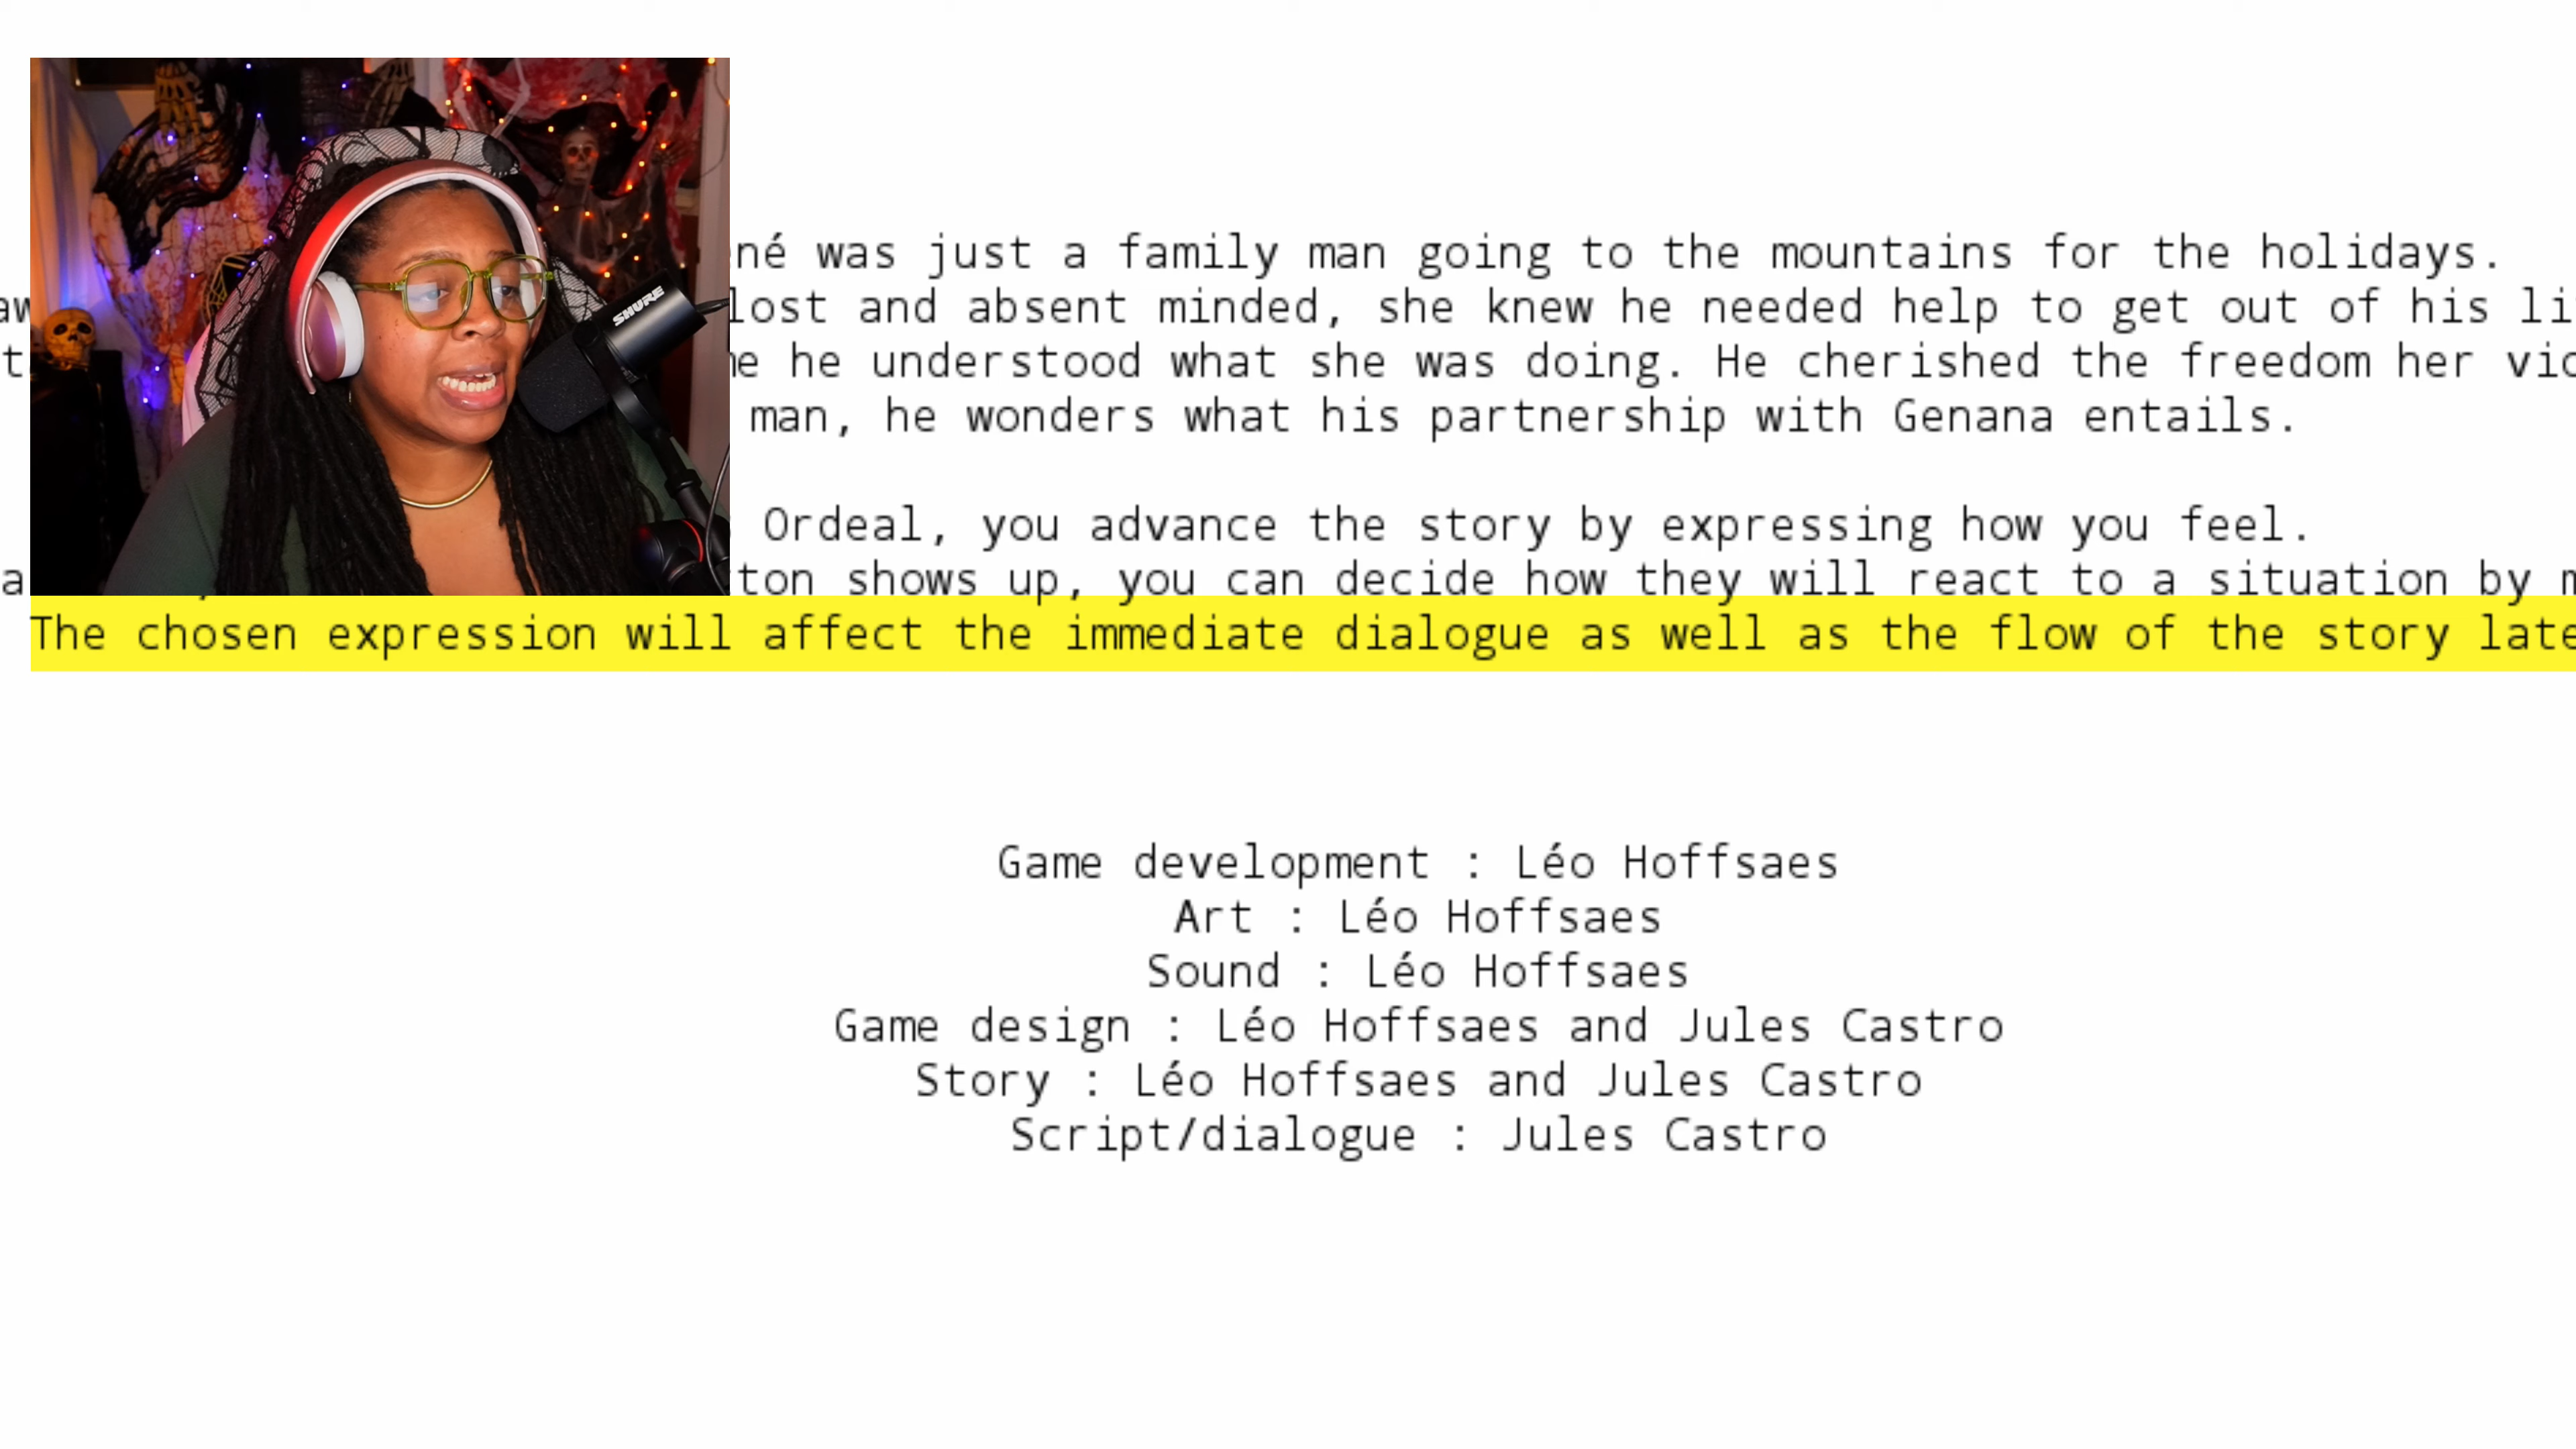 né was just a family man going to the mountains for the holidays.
lost and absent minded, she knew he needed help to get out of his
he understood what she was doing. He cherished the freedom her
man, he wonders what his partnership with Genana entails.
Ordeal, you advance the story by expressing how you feel.
shows up, you can decide how they will react to a situation by
The chosen expression will affect the immediate dialogue as well as the flow of the story
Game development : Léo Hoffsaes
Art : Léo Hoffsaes
Sound : Léo Hoffsaes
Game design : Léo Hoffsaes and Jules Castro
Story : Léo Hoffsaes and Jules Castro
Script/dialogue : Jules Castro
SHURE